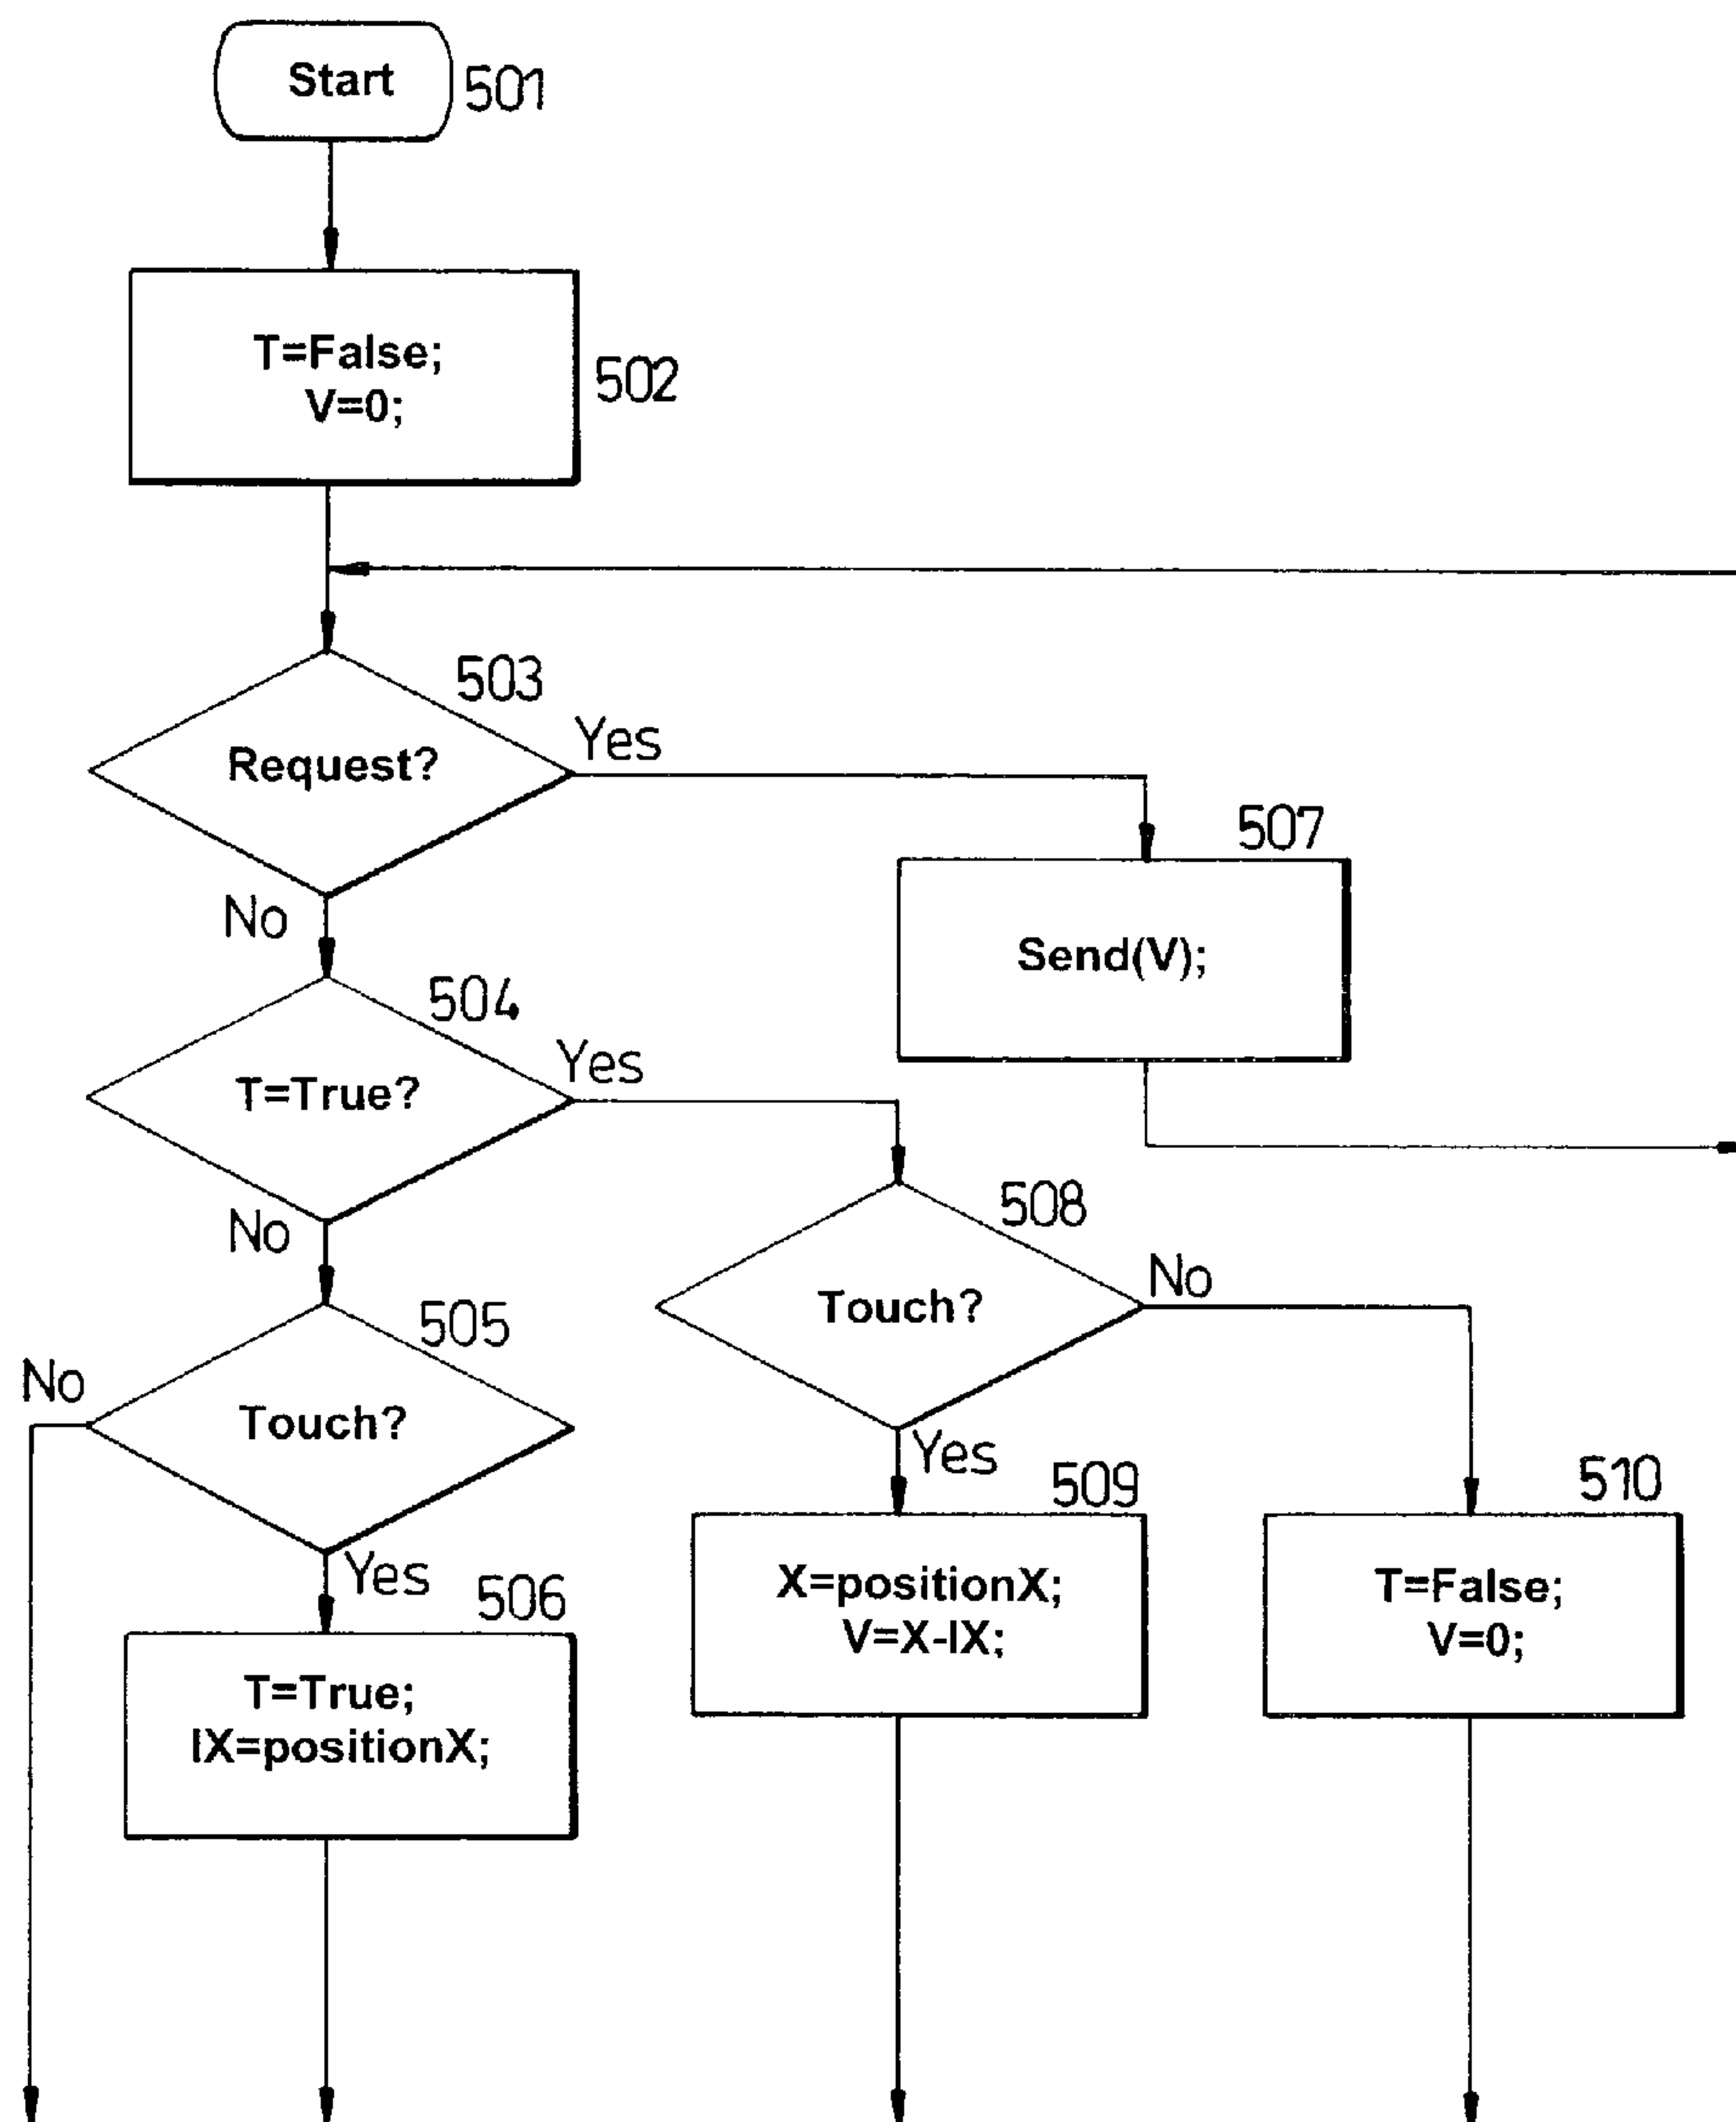 Start
501
T=False;
V=0;
502
503
Request?
Yes
No
507
Send(V);
504
T=True?
Yes
No
508
Touch?
No
Yes
505
No
Touch?
Yes
506
T=True;
IX=positionX;
509
X=positionX;
V=X-IX;
510
T=False;
V=0;